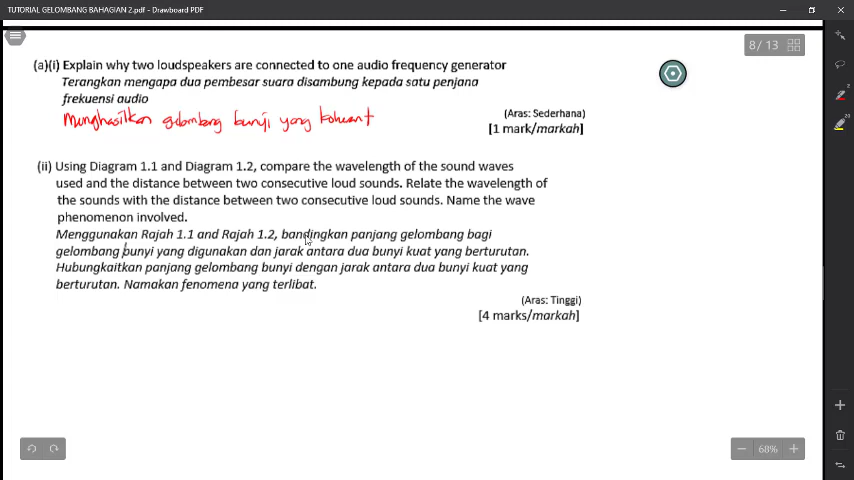 TUTORIAL GELOMBANG BAHAGIAN 2.pdf - Drawboard PDF
8 / 13
(a)(i) Explain why two loudspeakers are connected to one audio frequency generator
Terangkan mengapa dua pembesar suara disambung kepada satu penjana
frekuensi audio
Menghasilkan gelombang bunyi yang koheren
(Aras: Sederhana)
[1 mark/markah]
(ii) Using Diagram 1.1 and Diagram 1.2, compare the wavelength of the sound waves
used and the distance between two consecutive loud sounds. Relate the wavelength of
the sounds with the distance between two consecutive loud sounds. Name the wave
phenomenon involved.
Menggunakan Rajah 1.1 and Rajah 1.2, bandingkan panjang gelombang bagi
gelombang bunyi yang digunakan dan jarak antara dua bunyi kuat yang berturutan.
Hubungkaitkan panjang gelombang bunyi dengan jarak antara dua bunyi kuat yang
berturutan. Namakan fenomena yang terlibat.
(Aras: Tinggi)
[4 marks/markah]
68%